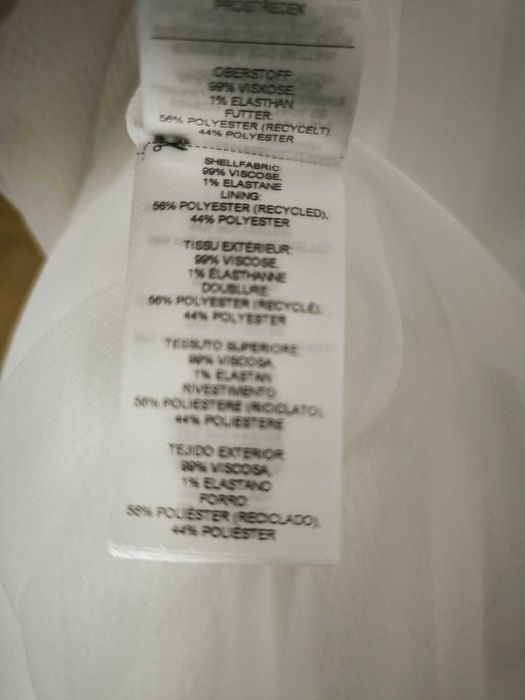 PROSTŘEDEK
OBERSTOFF:
99% VISKOSE,
1% ELASTHAN
FUTTER:
56% POLYESTER (RECYCELT),
44% POLYESTER
SHELLFABRIC:
99% VISCOSE,
1% ELASTANE
LINING:
56% POLYESTER (RECYCLED),
44% POLYESTER
TISSU EXTÉRIEUR:
99% VISCOSE,
1% ÉLASTHANNE
DOUBLURE:
56% POLYESTER (RECYCLÉ),
44% POLYESTER
TESSUTO SUPERIORE:
99% VISCOSA,
1% ELASTAN
RIVESTIMENTO:
56% POLIESTERE (RICICLATO),
44% POLIESTERE
TEJIDO EXTERIOR:
99% VISCOSA,
1% ELASTANO
FORRO:
56% POLIÉSTER (RECICLADO),
44% POLIÉSTER